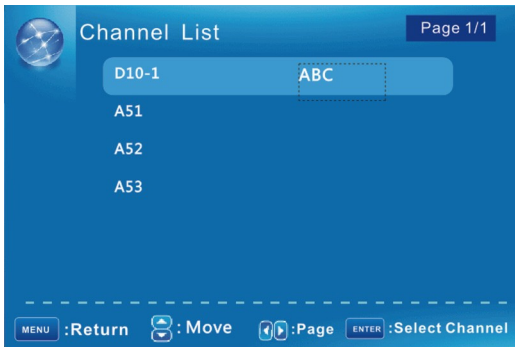 Channel List
Page 1/1
D10-1 ABC
A51
A52
A53
MENU :Return :Move :Page ENTER :Select Channel